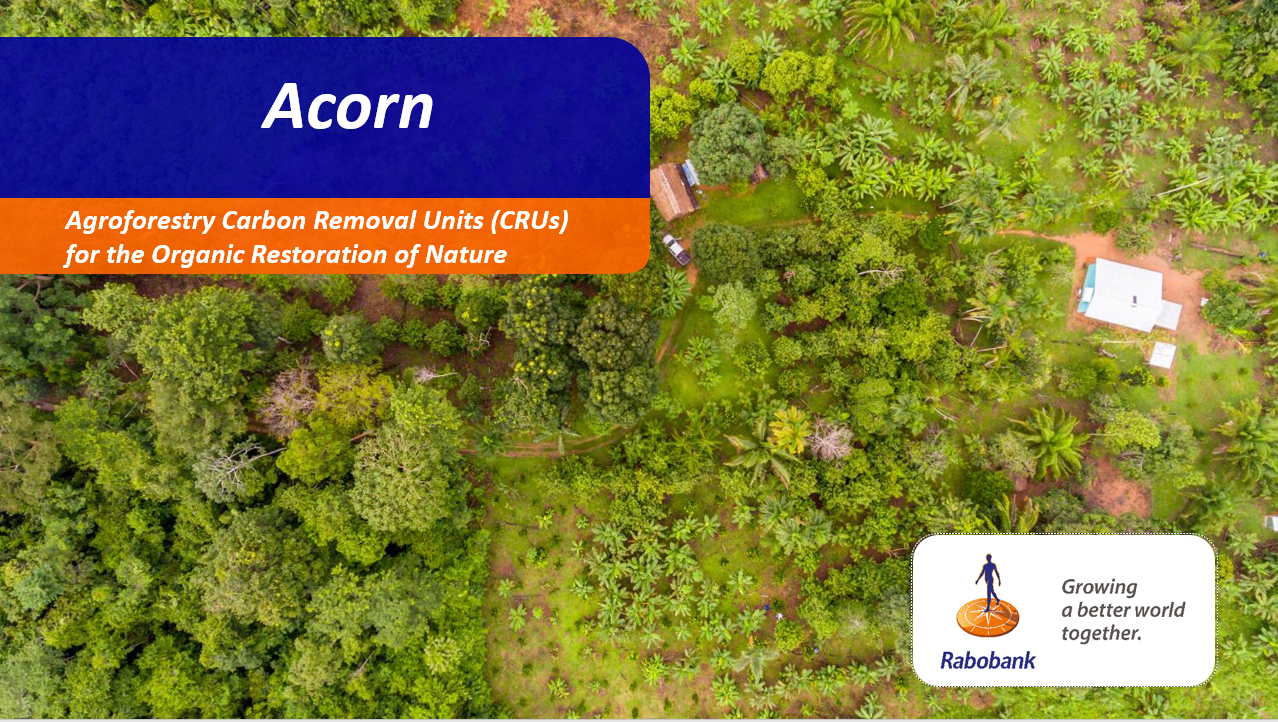 Acorn
Agroforestry Carbon Removal Units (CRUs)
for the Organic Restoration of Nature
Growing
a better world
together.
Rabobank